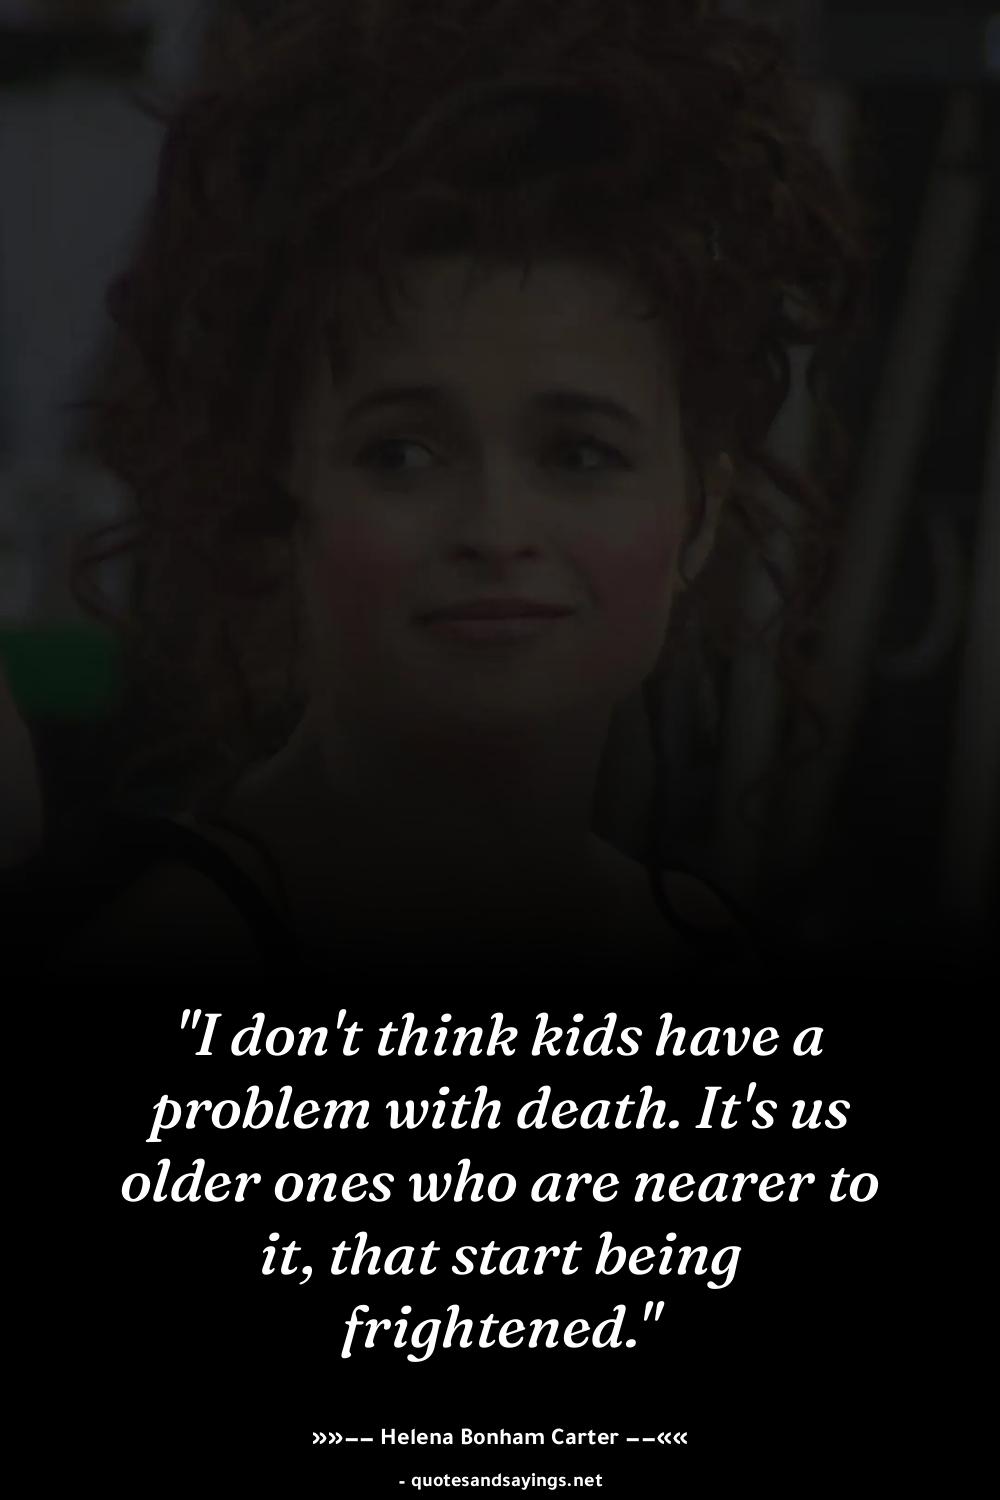 "I don't think kids have a
problem with death. It's us
older ones who are nearer to
it, that start being
frightened."
»»−− Helena Bonham Carter −−««
- quotesandsayings.net